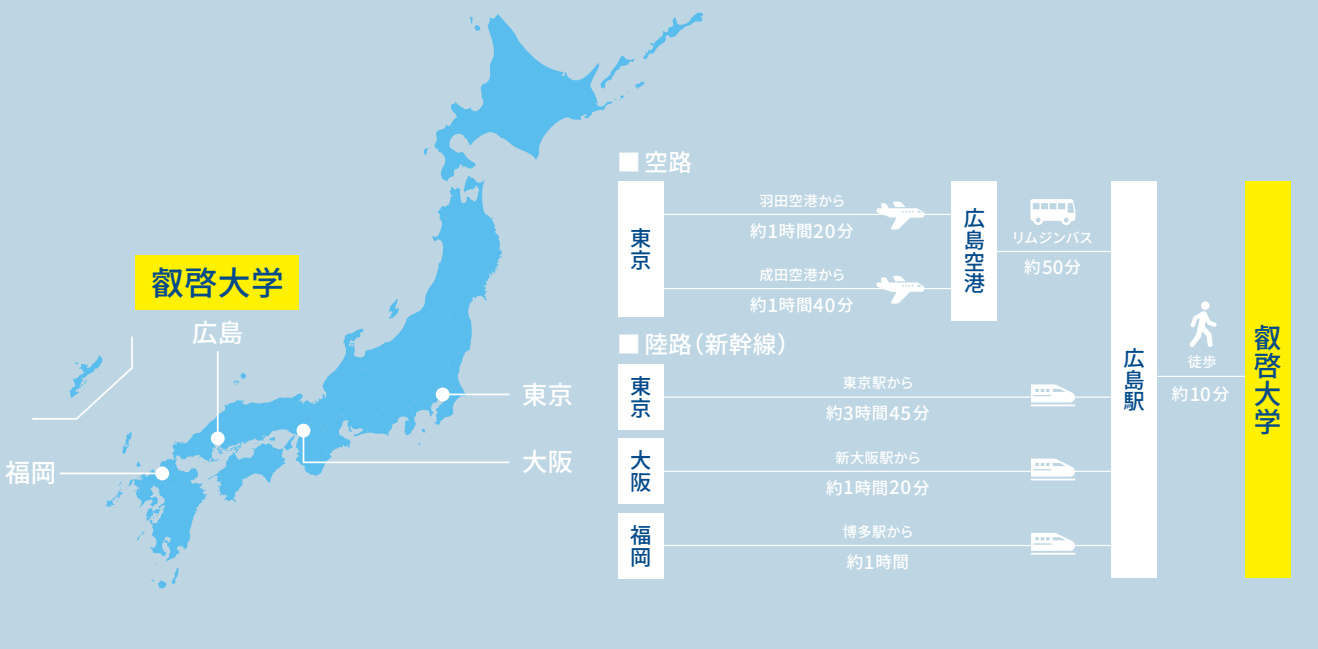 叡啓大学
広島
東京
大阪
福岡
■ 空路
東京
羽田空港から
約1時間20分
成田空港から
約1時間40分
広島空港
リムジンバス
約50分
■ 陸路(新幹線)
東京
東京駅から
約3時間45分
大阪
新大阪駅から
約1時間20分
福岡
博多駅から
約1時間
広島駅
徒歩
約10分
叡啓大学